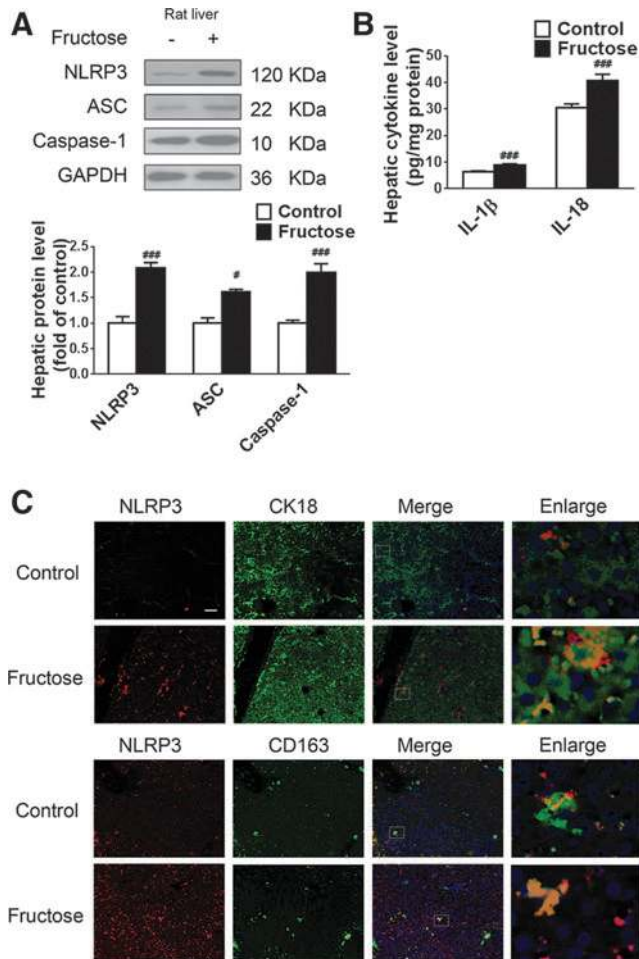 A
Rat liver
Fructose - +
NLRP3 120 KDa
ASC 22 KDa
Caspase-1 10 KDa
GAPDH 36 KDa
Control
Fructose
Hepatic protein level
(fold of control)
2.5
2.0
1.5
1.0
0.5
0.0
###
#
###
NLRP3
ASC
Caspase-1
B
Control
Fructose
Hepatic cytokine level
(pg/mg protein)
50
40
30
20
10
0
###
###
IL-1β
IL-18
C
NLRP3 CK18 Merge Enlarge
Control
Fructose
NLRP3 CD163 Merge Enlarge
Control
Fructose